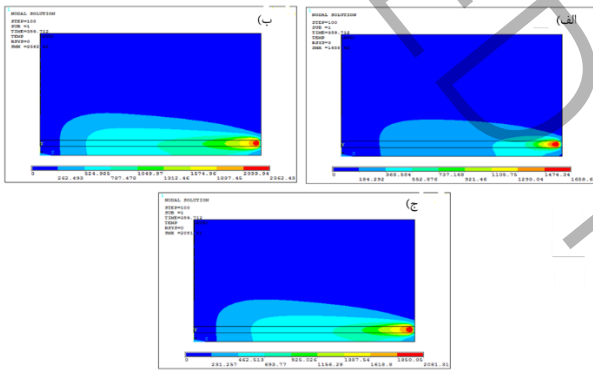 NODAL SOLUTION
STEP=100
SUB =1
TEMP
RSYS=0
ب)
0
262.493
524.985
787.478
1049.97
1312.46
1574.96
1837.45
2099.94
2362.43
NODAL SOLUTION
STEP=100
SUB =1
TEMP
RSYS=0
الف)
0
184.292
368.584
552.876
737.168
921.46
1105.75
1290.04
1474.34
1658.6
NODAL SOLUTION
STEP=100
SUB =1
TEMP
RSYS=0
ج)
0
231.257
462.513
693.77
925.026
1156.28
1387.54
1618.8
1850.05
2081.31